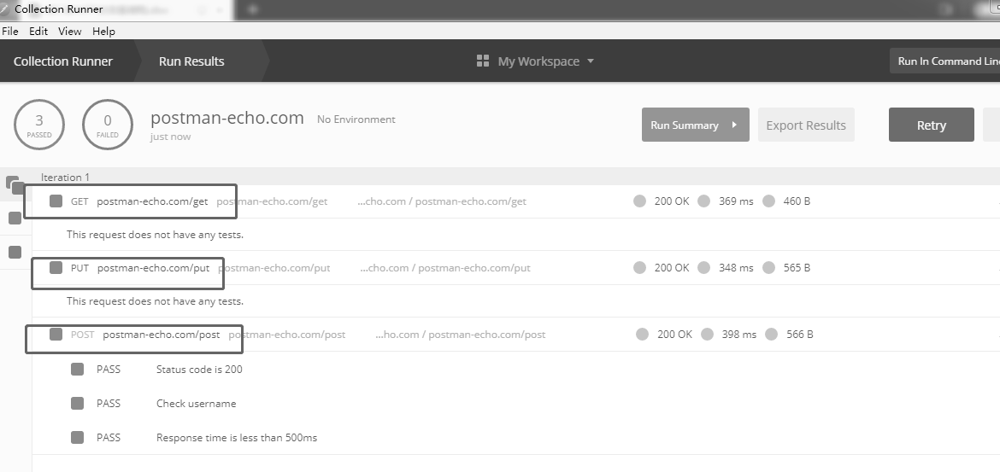 Collection Runner
File Edit View Help
Collection Runner Run Results My Workspace Run In Command Line
3 PASSED 0 FAILED postman-echo.com No Environment Run Summary Export Results Retry
just now
Iteration 1
GET postman-echo.com/get postman-echo.com/get ...cho.com / postman-echo.com/get 200 OK 369 ms 460 B
This request does not have any tests.
PUT postman-echo.com/put postman-echo.com/put ...cho.com / postman-echo.com/put 200 OK 348 ms 565 B
This request does not have any tests.
POST postman-echo.com/post postman-echo.com/post ...ho.com / postman-echo.com/post 200 OK 398 ms 566 B
PASS Status code is 200
PASS Check username
PASS Response time is less than 500ms